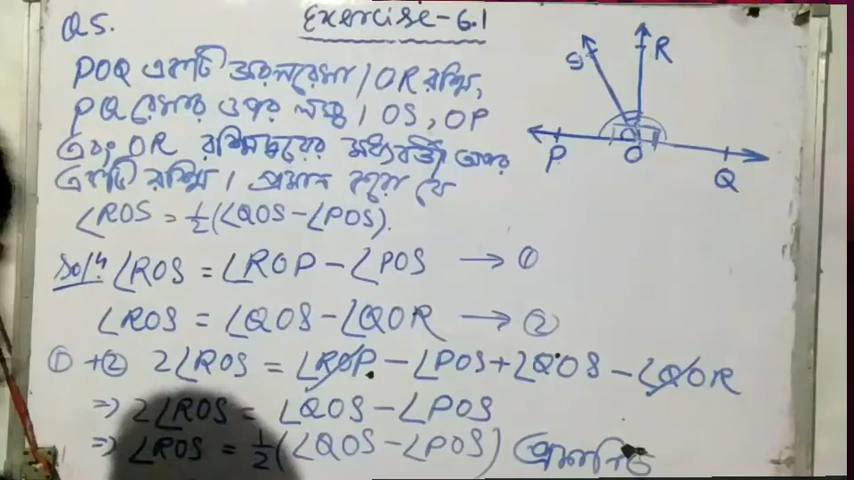 Exercise-6.1
Q5.
POQ একটি সরলরেখা / OR রশ্মি,
PQ রেখার ওপর লম্ব / OS, OP
এবং OR রশ্মিদ্বয়ের মধ্যবর্তী অপর
একটি রশ্মি / প্রমাণ করো যে
∠ROS = 1/2(∠QOS-∠POS).
Solⁿ ∠ROS = ∠ROP - ∠POS → ①
∠ROS = ∠QOS - ∠QOR → ②
① + ② 2∠ROS = ∠ROP - ∠POS + ∠QOS - ∠QOR
⇒ 2∠ROS = ∠QOS - ∠POS
⇒ ∠ROS = 1/2(∠QOS - ∠POS) প্রমাণিত
S R
P O Q